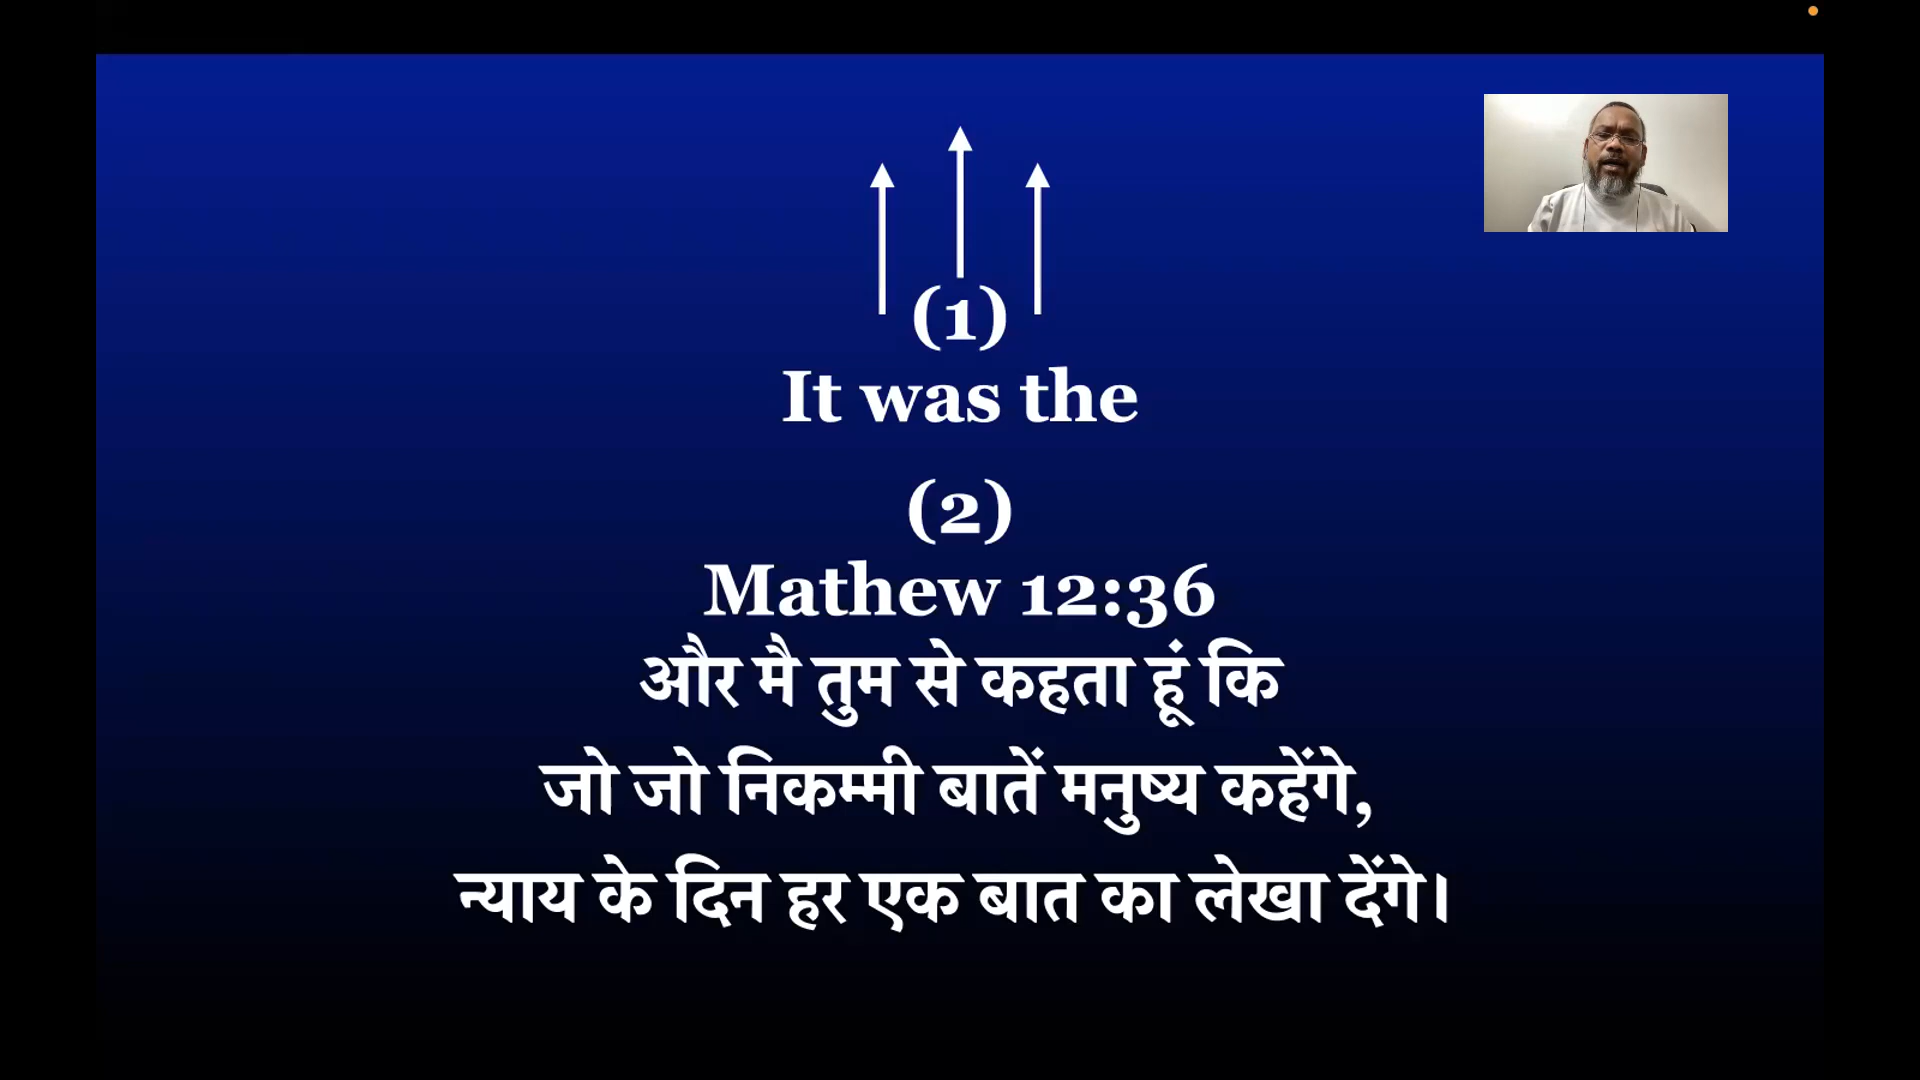 (1)
It was the
(2)
Mathew 12:36
और मै तुम से कहता हूं कि
जो जो निकम्मी बातें मनुष्य कहेंगे,
न्याय के दिन हर एक बात का लेखा देंगे।